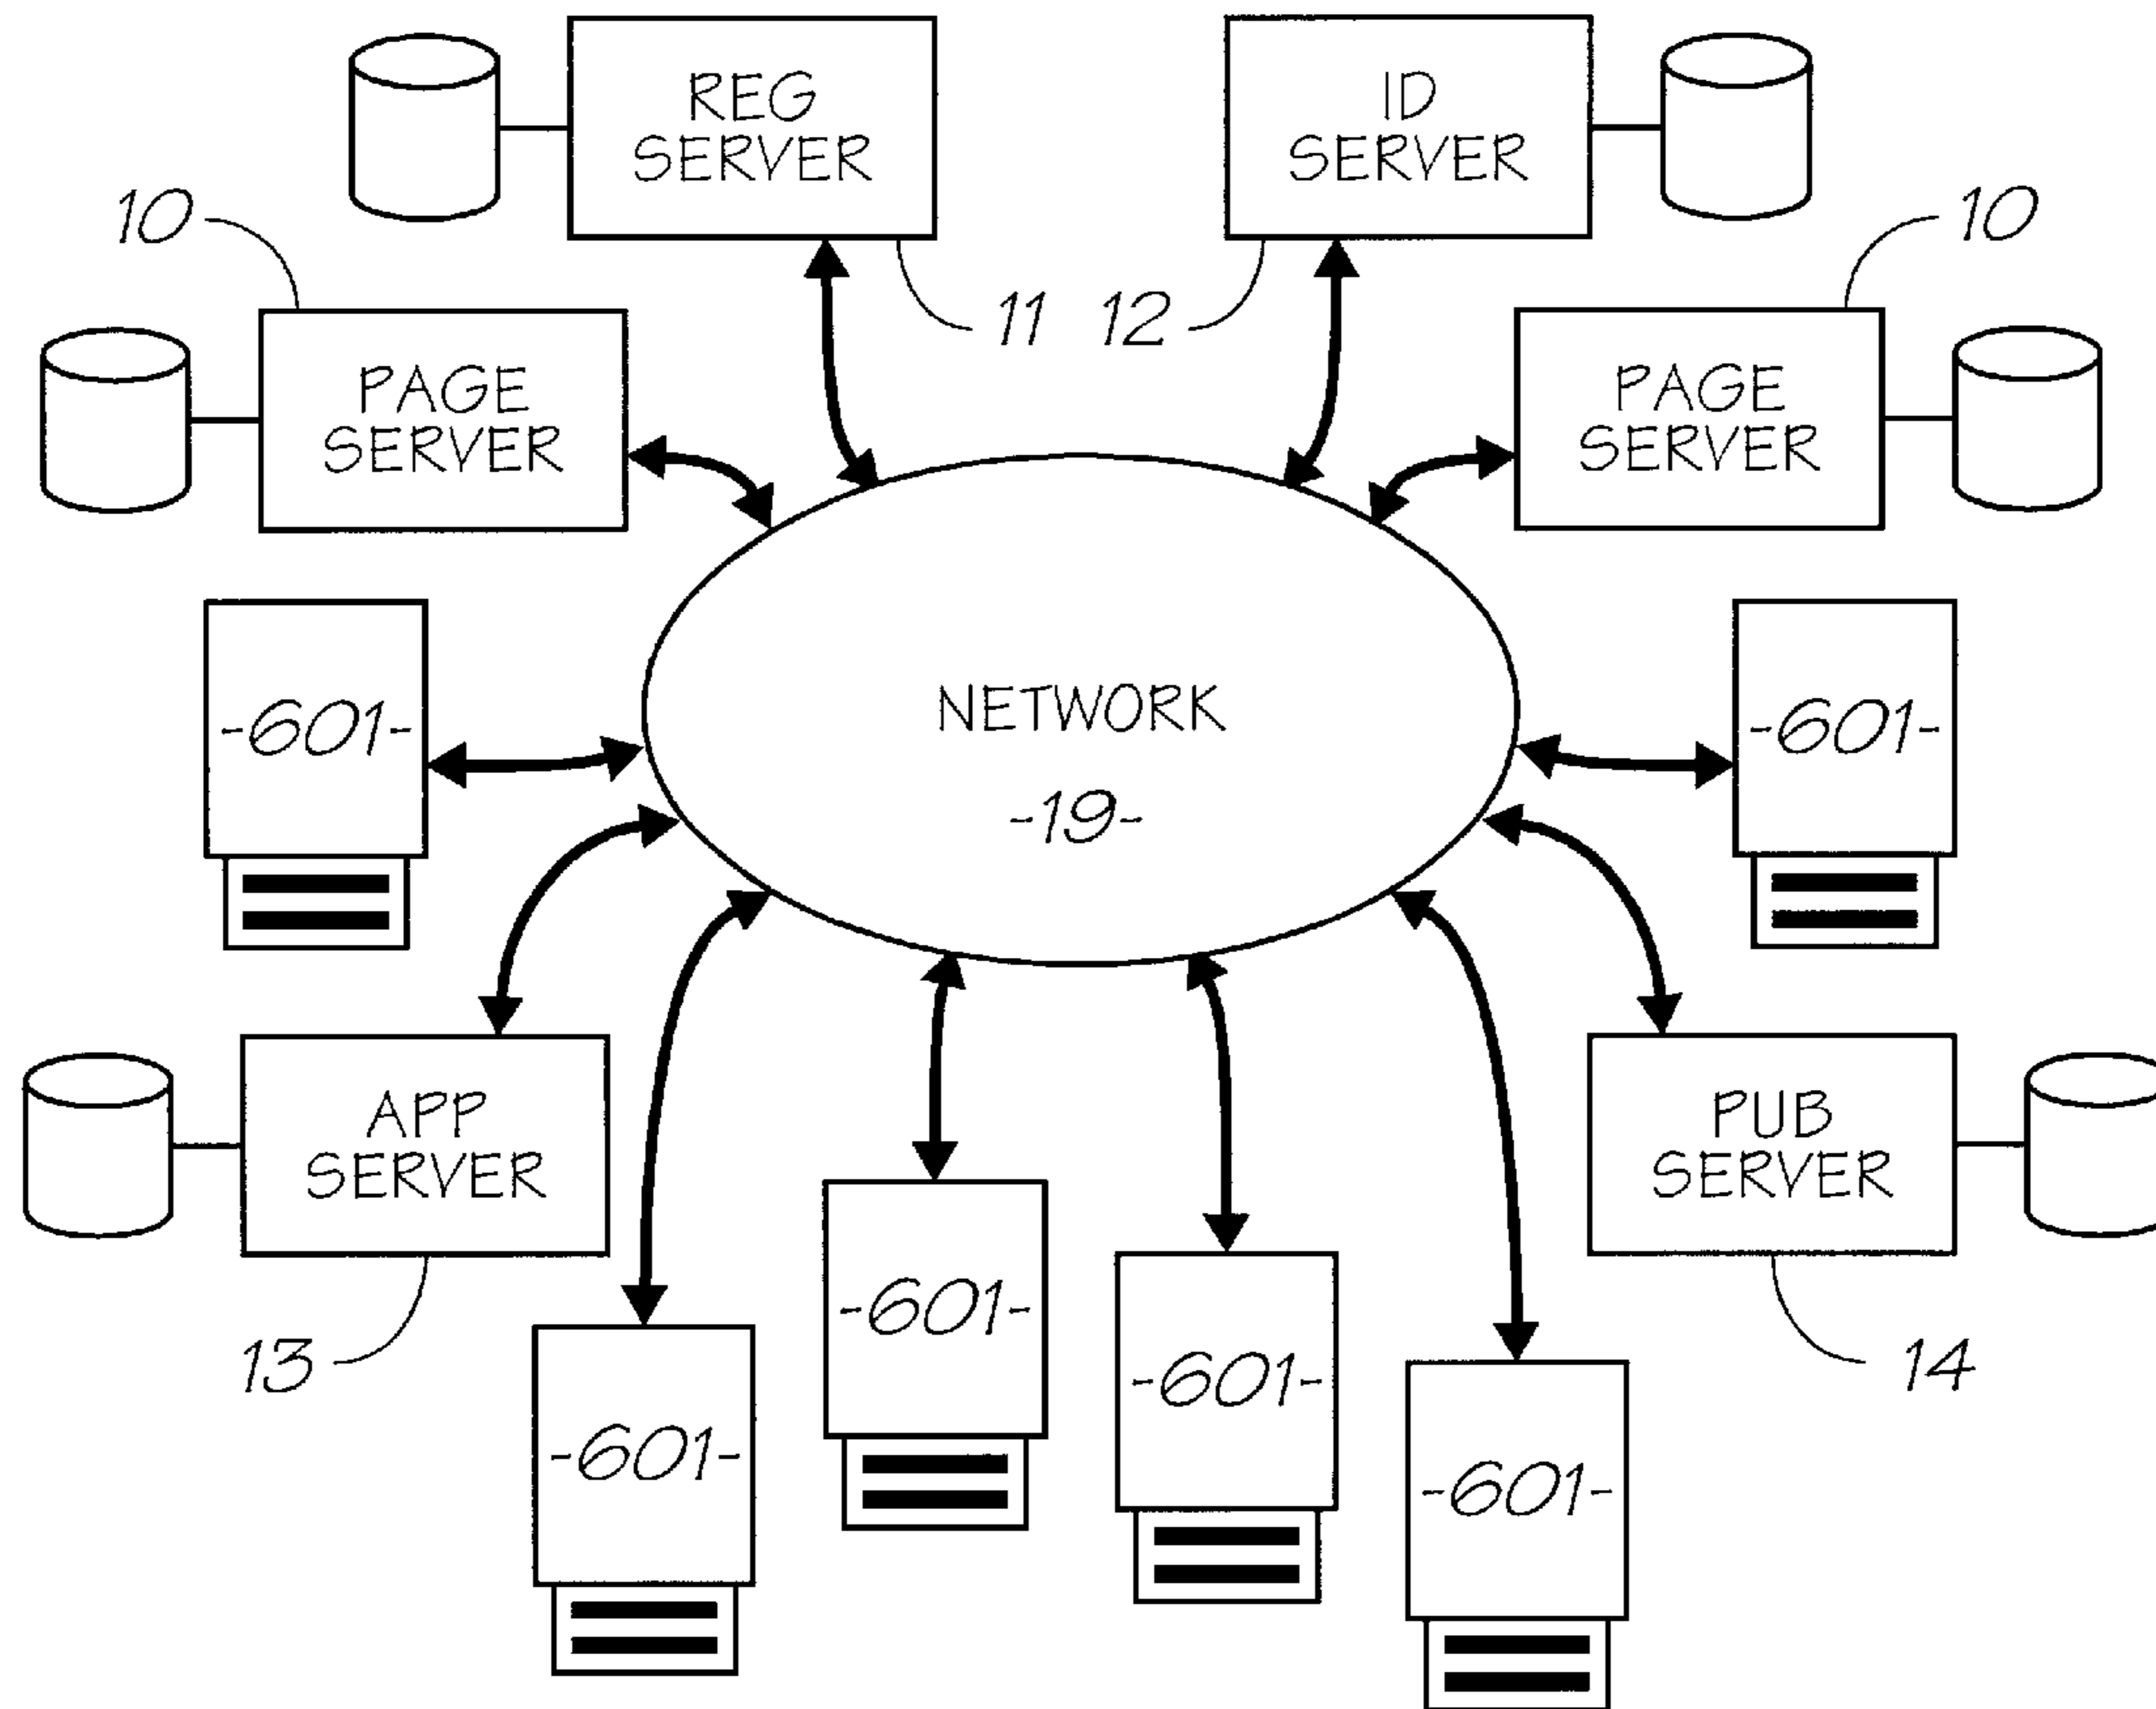 REG
SERVER
ID
SERVER
10
10
11
12
PAGE
SERVER
PAGE
SERVER
NETWORK
-19-
-601-
-601-
APP
SERVER
PUB
SERVER
13
14
-601-
-601-
-601-
-601-